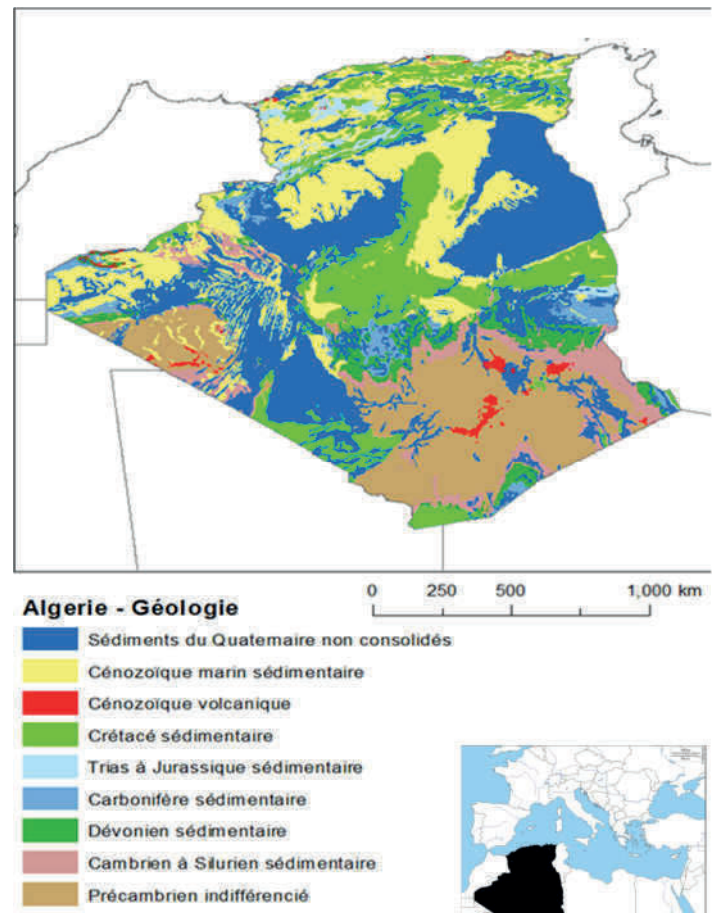 0 250 500 1,000 km
Algerie - Géologie
Sédiments du Quaternaire non consolidés
Cénozoïque marin sédimentaire
Cénozoïque volcanique
Crétacé sédimentaire
Trias à Jurassique sédimentaire
Carbonifère sédimentaire
Dévonien sédimentaire
Cambrien à Silurien sédimentaire
Précambrien indifférencié